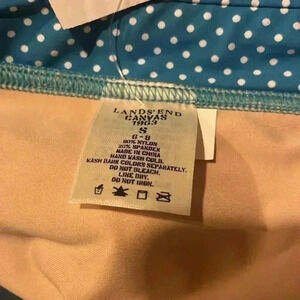 LANDS' END
CANVAS
1963
S
6-8
80% NYLON
20% SPANDEX
MADE IN CHINA
HAND WASH COLD.
WASH DARK COLORS SEPARATELY.
DO NOT BLEACH.
LINE DRY.
DO NOT IRON.